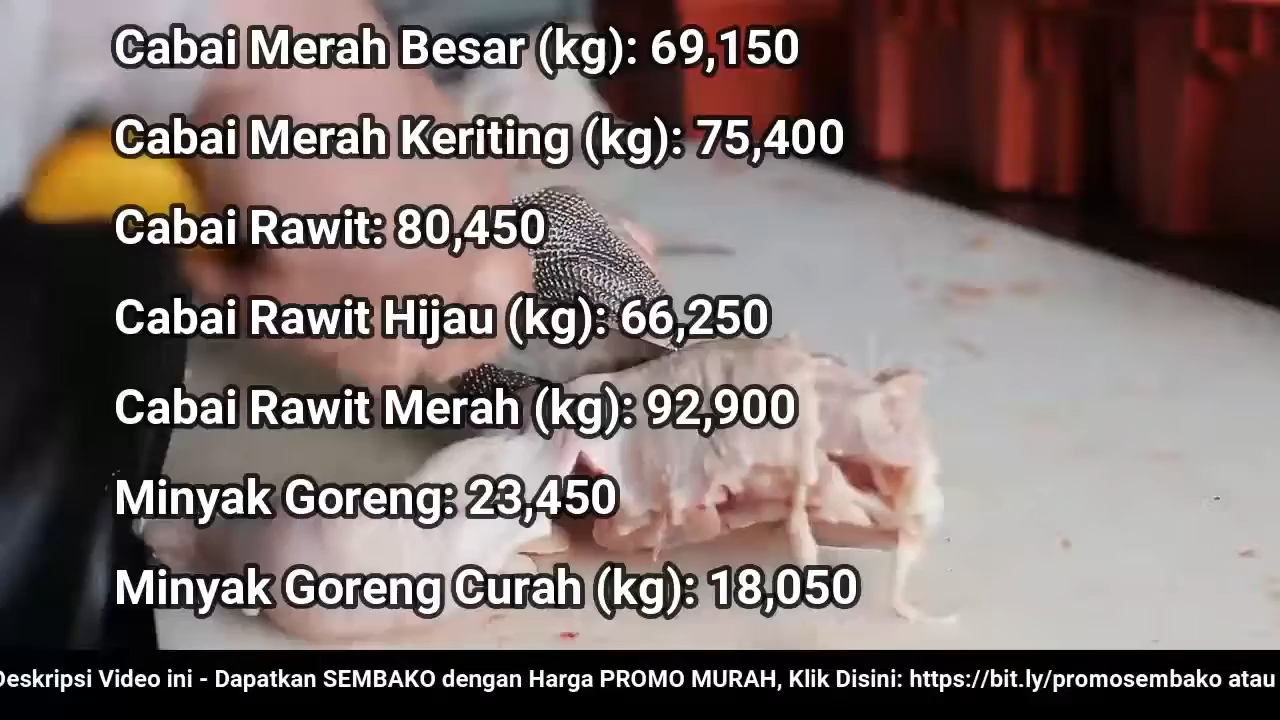 Cabai Merah Besar (kg): 69,150
Cabai Merah Keriting (kg): 75,400
Cabai Rawit: 80,450
Cabai Rawit Hijau (kg): 66,250
Cabai Rawit Merah (kg): 92,900
Minyak Goreng: 23,450
Minyak Goreng Curah (kg): 18,050
Deskripsi Video ini - Dapatkan SEMBAKO dengan Harga PROMO MURAH, Klik Disini: https://bit.ly/promosembako atau